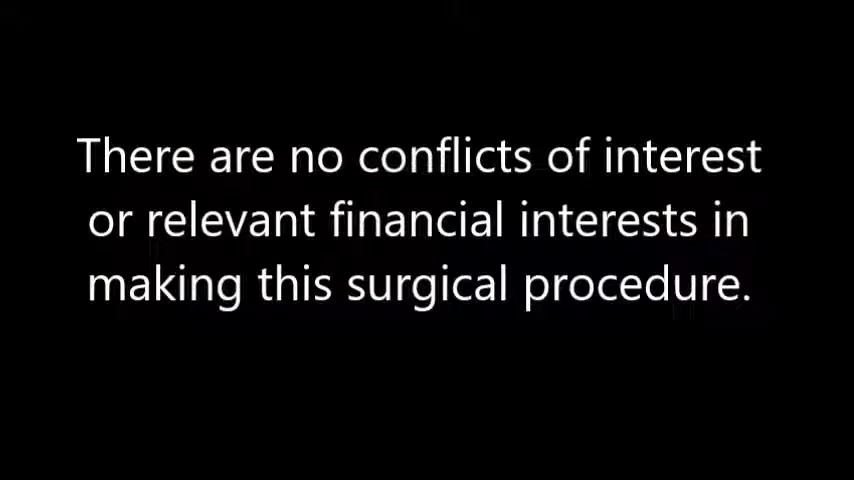 There are no conflicts of interest
or relevant financial interests in
making this surgical procedure.